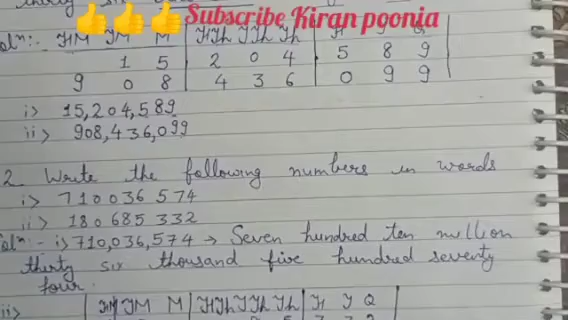 Subscribe Kiran poonia
HM TM M HTh TTh Th H
1 5 2 0 4 5 8 9
9 0 8 4 3 6 0 9 9
i> 15,204,589
ii> 908,436,099
2. Write the following numbers in words
i> 710036 574
ii> 180 685 332
Solⁿ:- i> 710,036,574 → Seven hundred ten million
thirty six thousand five hundred seventy
four.
ii> HM TM M HTh TTh Th H T O